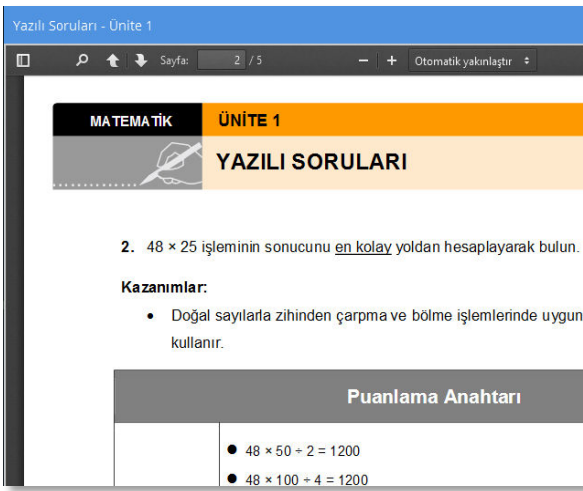 Yazılı Soruları - Ünite 1
Sayfa: 2 / 5 Otomatik yakınlaştır
MATEMATİK ÜNİTE 1
YAZILI SORULARI
2. 48 × 25 işleminin sonucunu en kolay yoldan hesaplayarak bulun.
Kazanımlar:
• Doğal sayılarla zihinden çarpma ve bölme işlemlerinde uygun
kullanır.
Puanlama Anahtarı
● 48 × 50 ÷ 2 = 1200
● 48 × 100 ÷ 4 = 1200